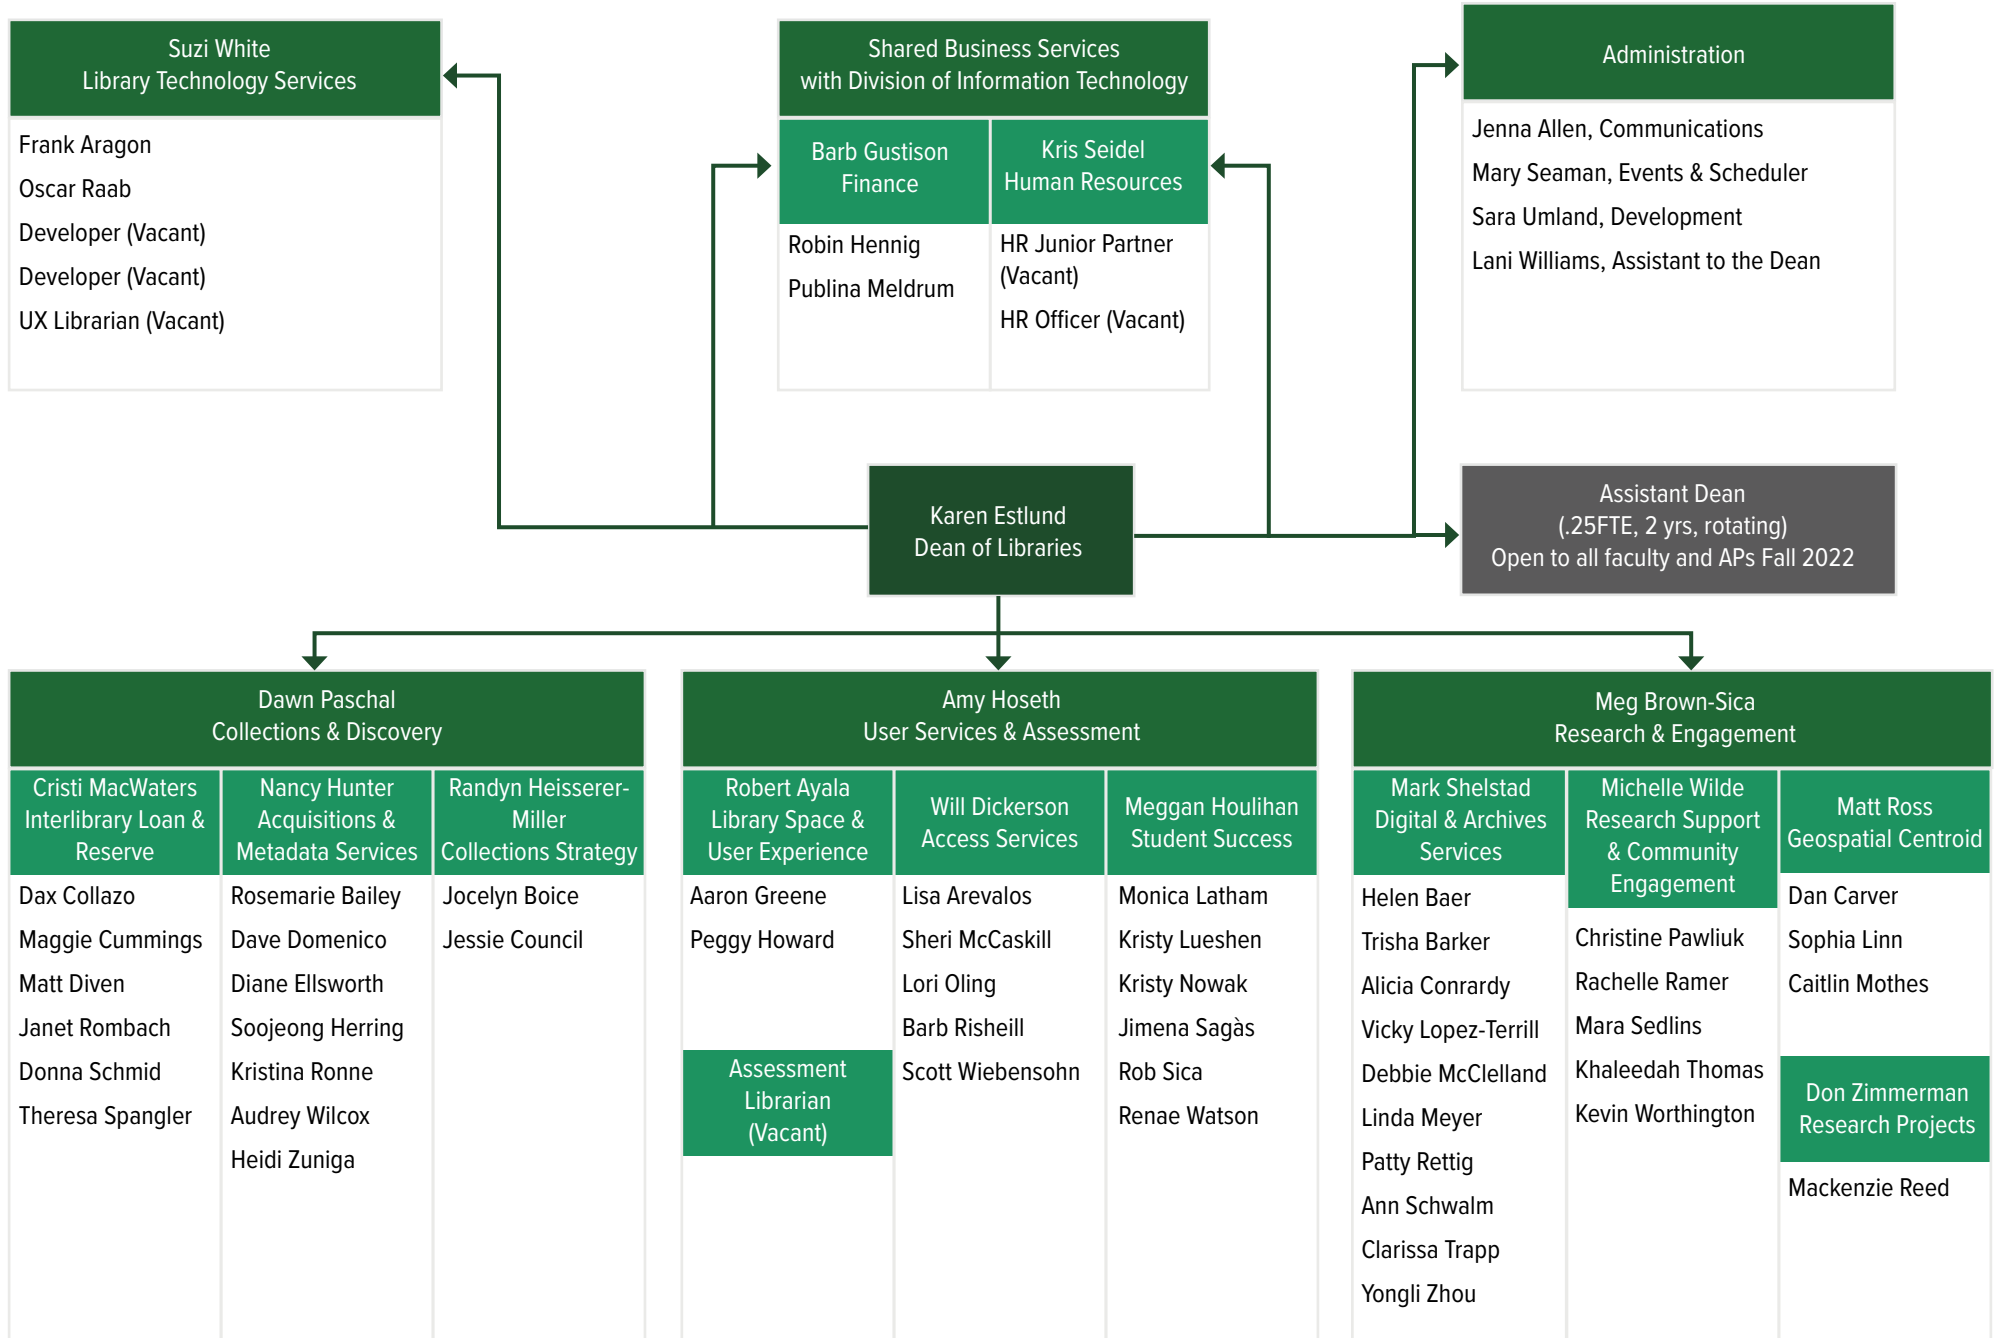 Suzi White
Library Technology Services
Frank Aragon
Oscar Raab
Developer (Vacant)
Developer (Vacant)
UX Librarian (Vacant)
Shared Business Services
with Division of Information Technology
Barb Gustison
Finance
Robin Hennig
Publina Meldrum
Kris Seidel
Human Resources
HR Junior Partner
(Vacant)
HR Officer (Vacant)
Administration
Jenna Allen, Communications
Mary Seaman, Events & Scheduler
Sara Umland, Development
Lani Williams, Assistant to the Dean
Karen Estlund
Dean of Libraries
Assistant Dean
(.25FTE, 2 yrs, rotating)
Open to all faculty and APs Fall 2022
Dawn Paschal
Collections & Discovery
Cristi MacWaters
Interlibrary Loan &
Reserve
Dax Collazo
Maggie Cummings
Matt Diven
Janet Rombach
Donna Schmid
Theresa Spangler
Nancy Hunter
Acquisitions &
Metadata Services
Rosemarie Bailey
Dave Domenico
Diane Ellsworth
Soojeong Herring
Kristina Ronne
Audrey Wilcox
Heidi Zuniga
Randyn Heisserer-
Miller
Collections Strategy
Jocelyn Boice
Jessie Council
Amy Hoseth
User Services & Assessment
Robert Ayala
Library Space &
User Experience
Aaron Greene
Peggy Howard
Assessment
Librarian
(Vacant)
Will Dickerson
Access Services
Lisa Arevalos
Sheri McCaskill
Lori Oling
Barb Risheill
Scott Wiebensohn
Meggan Houlihan
Student Success
Monica Latham
Kristy Lueshen
Kristy Nowak
Jimena Sagàs
Rob Sica
Renae Watson
Meg Brown-Sica
Research & Engagement
Mark Shelstad
Digital & Archives
Services
Helen Baer
Trisha Barker
Alicia Conrardy
Vicky Lopez-Terrill
Debbie McClelland
Linda Meyer
Patty Rettig
Ann Schwalm
Clarissa Trapp
Yongli Zhou
Michelle Wilde
Research Support
& Community
Engagement
Christine Pawliuk
Rachelle Ramer
Mara Sedlins
Khaleedah Thomas
Kevin Worthington
Matt Ross
Geospatial Centroid
Dan Carver
Sophia Linn
Caitlin Mothes
Don Zimmerman
Research Projects
Mackenzie Reed